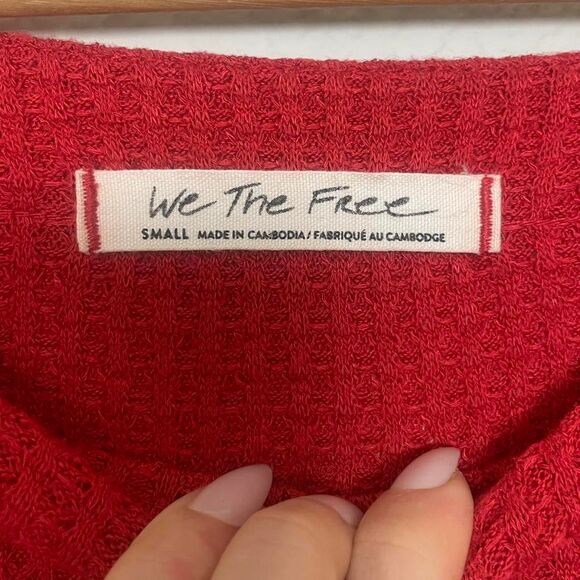 We The Free
SMALL MADE IN CAMBODIA / FABRIQUÉ AU CAMBODGE